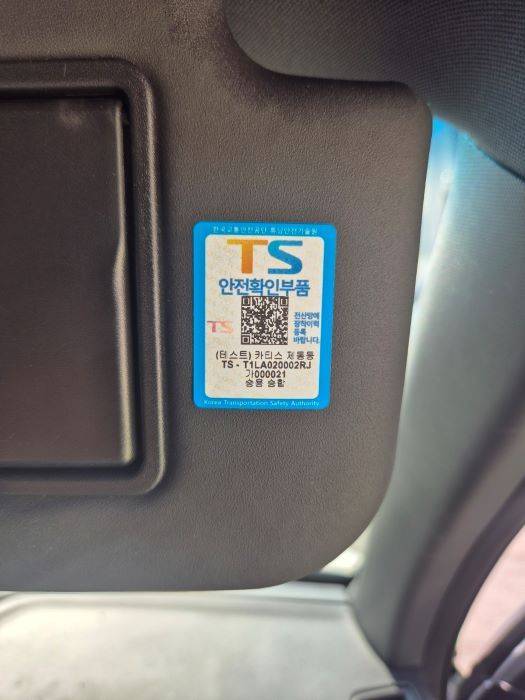 한국교통안전공단 튜닝안전기술원
TS
안전확인부품
전산망에
장착이력
등록
바랍니다.
TS
(테스트) 카티스 제동등
TS - T1LA020002RJ
가000021
승용 승합
Korea Transportation Safety Authority